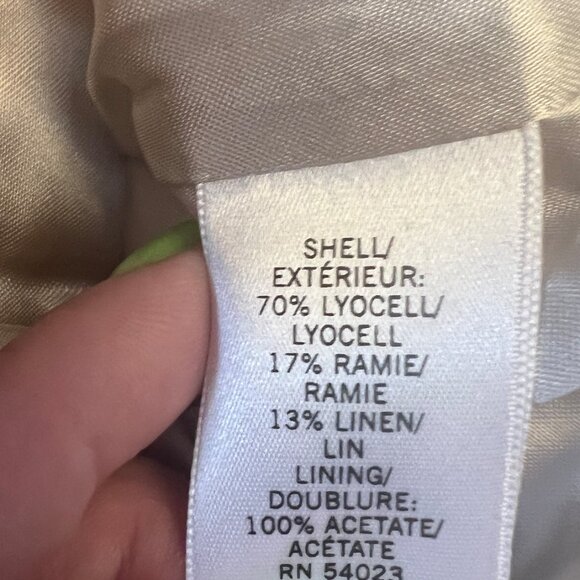 SHELL/
EXTÉRIEUR:
70% LYOCELL/
LYOCELL
17% RAMIE/
RAMIE
13% LINEN/
LIN
LINING/
DOUBLURE:
100% ACETATE/
ACÉTATE
RN 54023